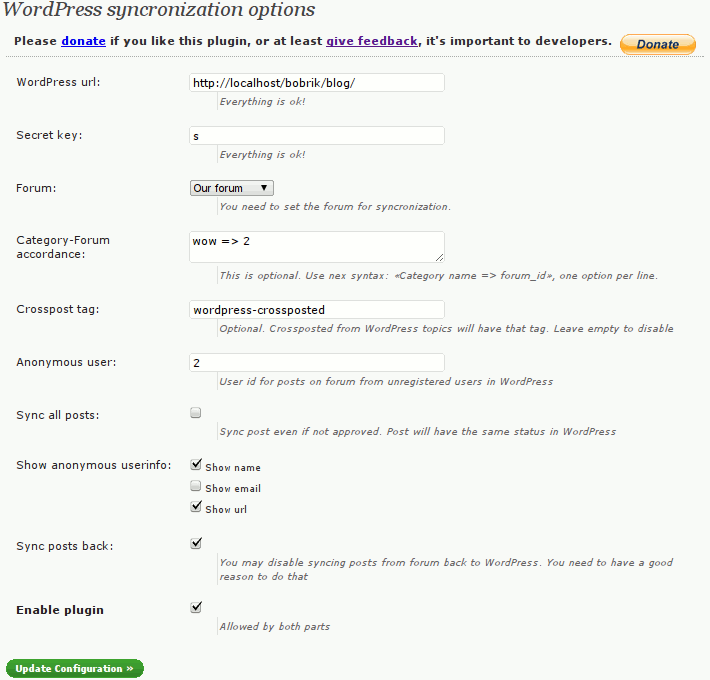 WordPress syncronization options
Please donate if you like this plugin, or at least give feedback, it's important to developers.
Donate
WordPress url:
http://localhost/bobrik/blog/
Everything is ok!
Secret key:
s
Everything is ok!
Forum:
Our forum
You need to set the forum for syncronization.
Category-Forum
accordance:
wow => 2
This is optional. Use nex syntax: «Category name => forum_id», one option per line.
Crosspost tag:
wordpress-crossposted
Optional. Crossposted from WordPress topics will have that tag. Leave empty to disable
Anonymous user:
2
User id for posts on forum from unregistered users in WordPress
Sync all posts:
Sync post even if not approved. Post will have the same status in WordPress
Show anonymous userinfo:
Show name
Show email
Show url
Sync posts back:
You may disable syncing posts from forum back to WordPress. You need to have a good
reason to do that
Enable plugin
Allowed by both parts
Update Configuration »